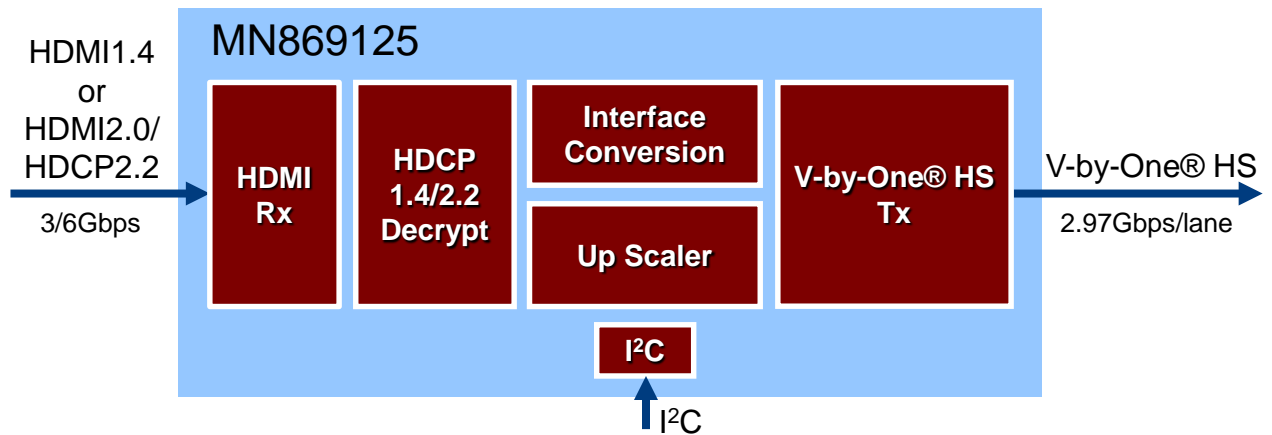 MN869125
HDMI1.4
or
HDMI2.0/
HDCP2.2
3/6Gbps
HDMI
Rx
HDCP
1.4/2.2
Decrypt
Interface
Conversion
Up Scaler
V-by-One® HS
Tx
V-by-One® HS
2.97Gbps/lane
I²C
I²C